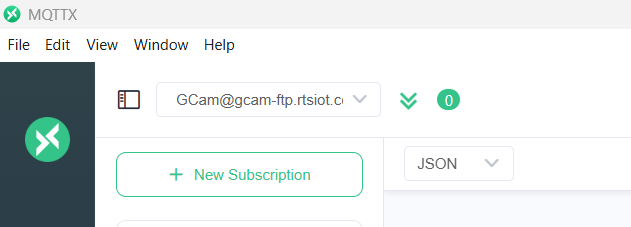 MQTTX
File Edit View Window Help
GCam@gcam-ftp.rtsiot.c
0
+ New Subscription
JSON